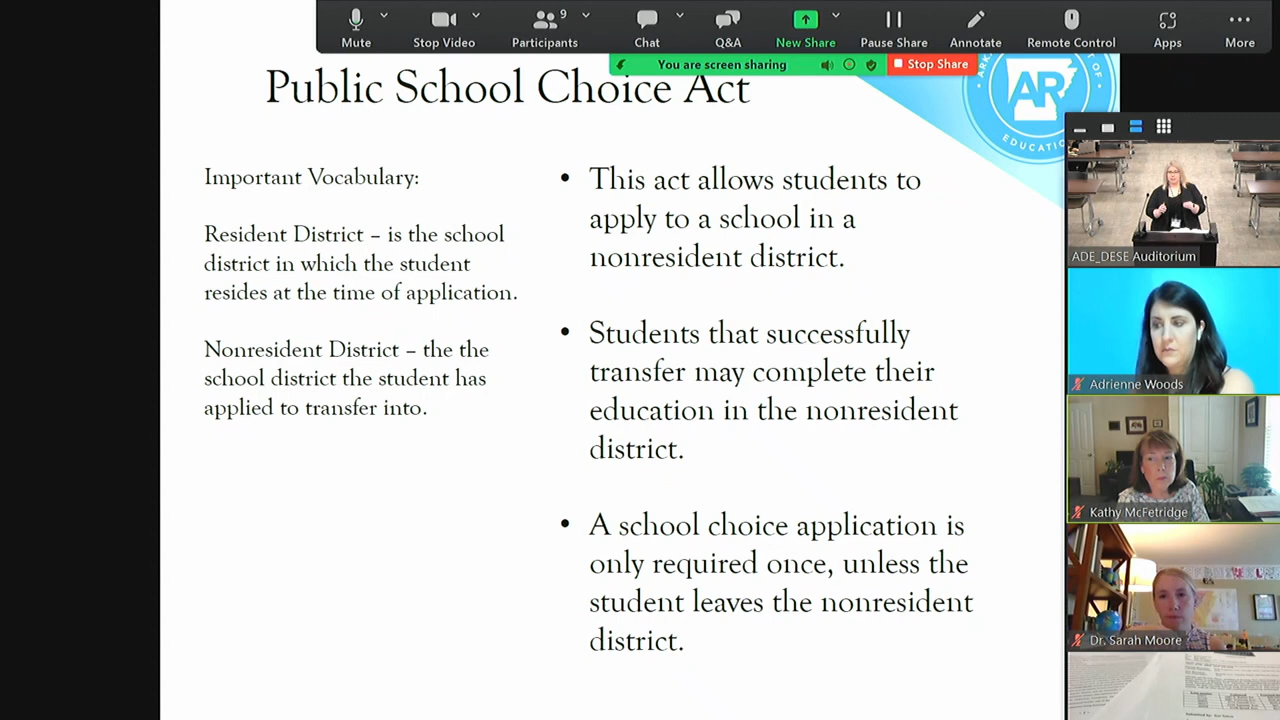 Mute
Stop Video
9
Participants
Chat
Q&A
New Share
Pause Share
Annotate
Remote Control
Apps
More
You are screen sharing
Stop Share
Public School Choice Act
AR
EDUCATIO
Important Vocabulary:
Resident District – is the school
district in which the student
resides at the time of application.
Nonresident District – the the
school district the student has
applied to transfer into.
• This act allows students to
apply to a school in a
nonresident district.
• Students that successfully
transfer may complete their
education in the nonresident
district.
• A school choice application is
only required once, unless the
student leaves the nonresident
district.
ADE_DESE Auditorium
Adrienne Woods
Kathy McFetridge
Dr. Sarah Moore